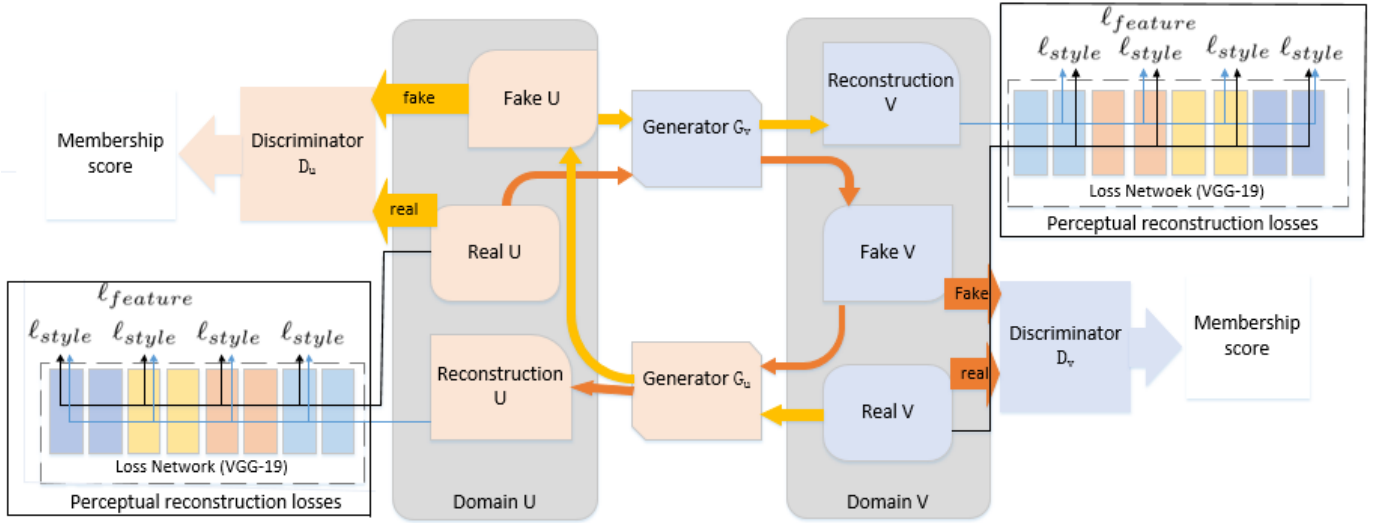 ℓfeature
ℓstyle ℓstyle ℓstyle ℓstyle
Loss Netwoek (VGG-19)
Perceptual reconstruction losses
Fake U
Reconstruction
V
fake
Generator Gv
Membership
score
Discriminator
Du
real
Real U
Fake V
Fake
ℓfeature
ℓstyle ℓstyle ℓstyle ℓstyle
Loss Network (VGG-19)
Perceptual reconstruction losses
Reconstruction
U
Generator Gu
Real V
real
Discriminator
Dv
Membership
score
Domain U
Domain V